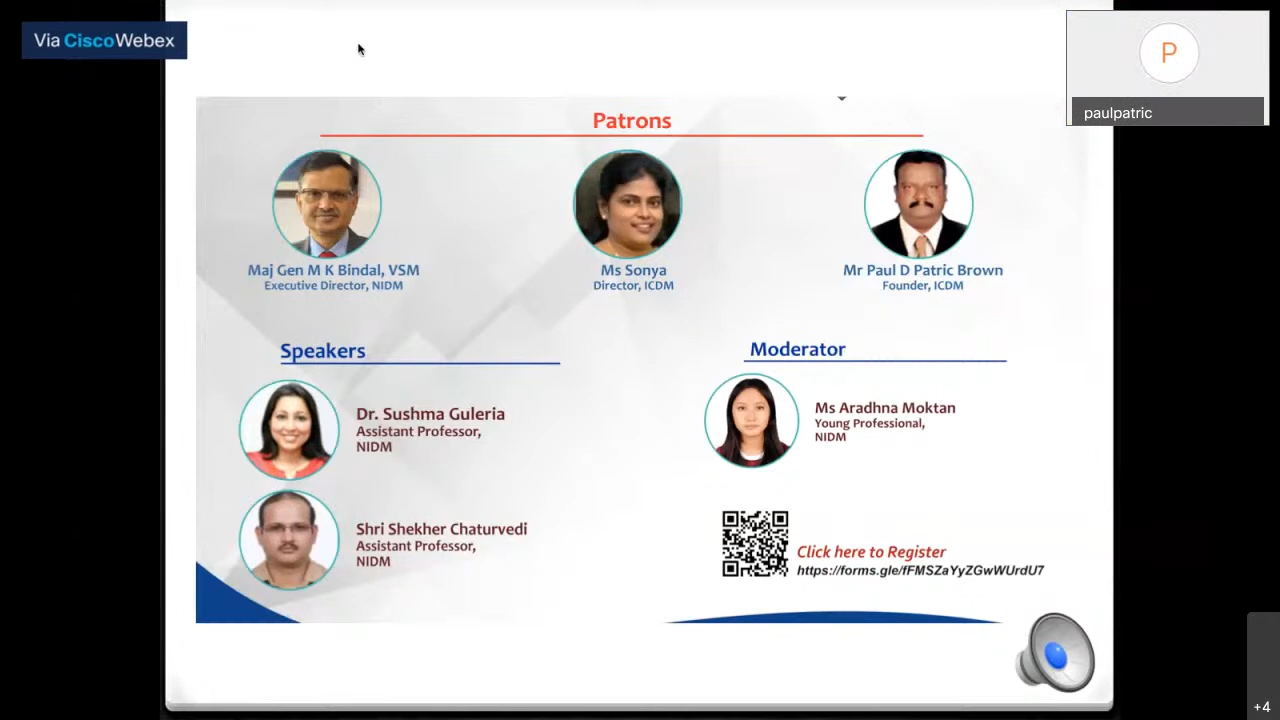 Via CiscoWebex
P
paulpatric
Patrons
Maj Gen M K Bindal, VSM
Executive Director, NIDM
Ms Sonya
Director, ICDM
Mr Paul D Patric Brown
Founder, ICDM
Speakers
Dr. Sushma Guleria
Assistant Professor,
NIDM
Shri Shekher Chaturvedi
Assistant Professor,
NIDM
Moderator
Ms Aradhna Moktan
Young Professional,
NIDM
Click here to Register
https://forms.gle/fFMSZaYyZGwWUrdU7
+4